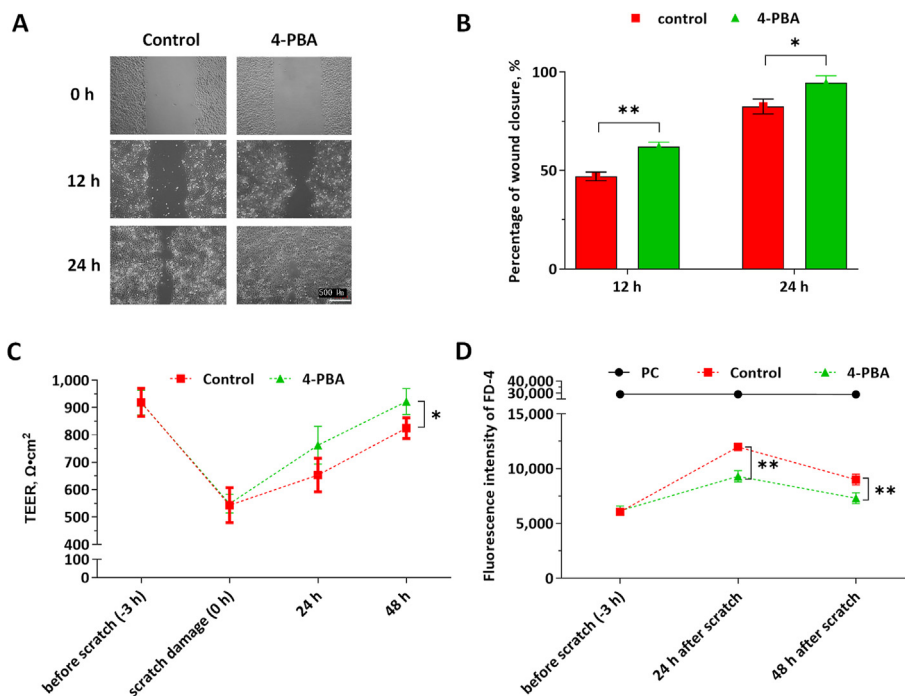 A
Control
4-PBA
0 h
12 h
24 h
B
control
4-PBA
Percentage of wound closure, %
100
50
0
**
*
12 h
24 h
C
Control
4-PBA
TEER, Ω•cm²
1,000
900
800
700
600
500
400
100
0
*
before scratch (-3 h)
scratch damage (0 h)
24 h
48 h
D
PC
Control
4-PBA
Fluorescence intensity of FD-4
40,000
30,000
15,000
10,000
5,000
0
**
**
before scratch (-3 h)
24 h after scratch
48 h after scratch